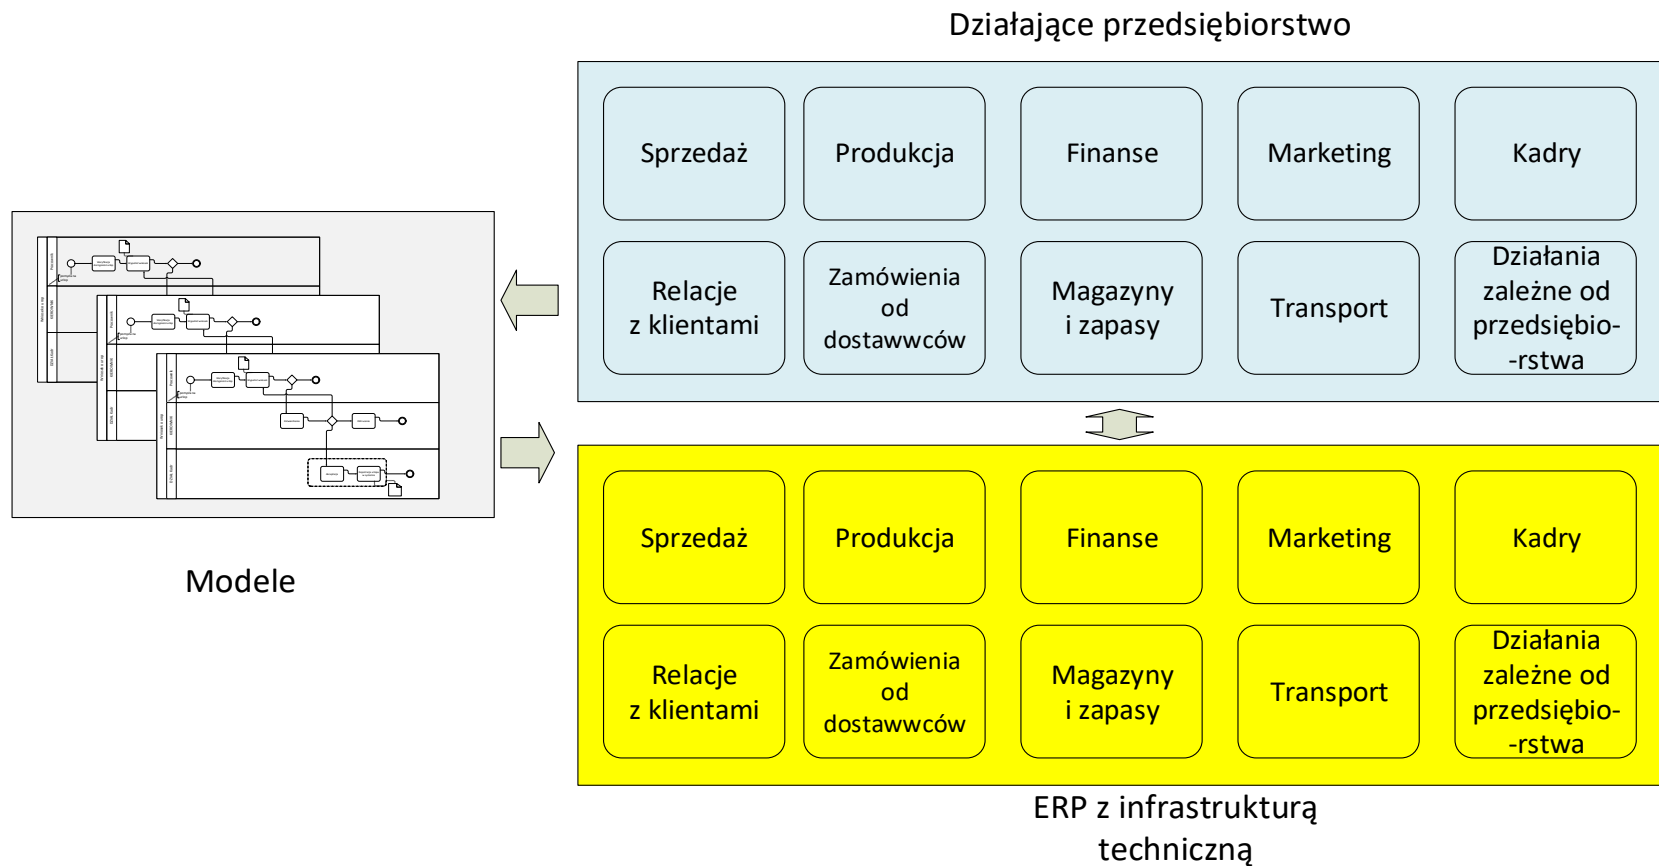 Działające przedsiębiorstwo
Sprzedaż
Produkcja
Finanse
Marketing
Kadry
Relacje
z klientami
Zamówienia
od
dostawwców
Magazyny
i zapasy
Transport
Działania
zależne od
przedsiębio-
-rstwa
Modele
Sprzedaż
Produkcja
Finanse
Marketing
Kadry
Relacje
z klientami
Zamówienia
od
dostawwców
Magazyny
i zapasy
Transport
Działania
zależne od
przedsiębio-
-rstwa
ERP z infrastrukturą
techniczną